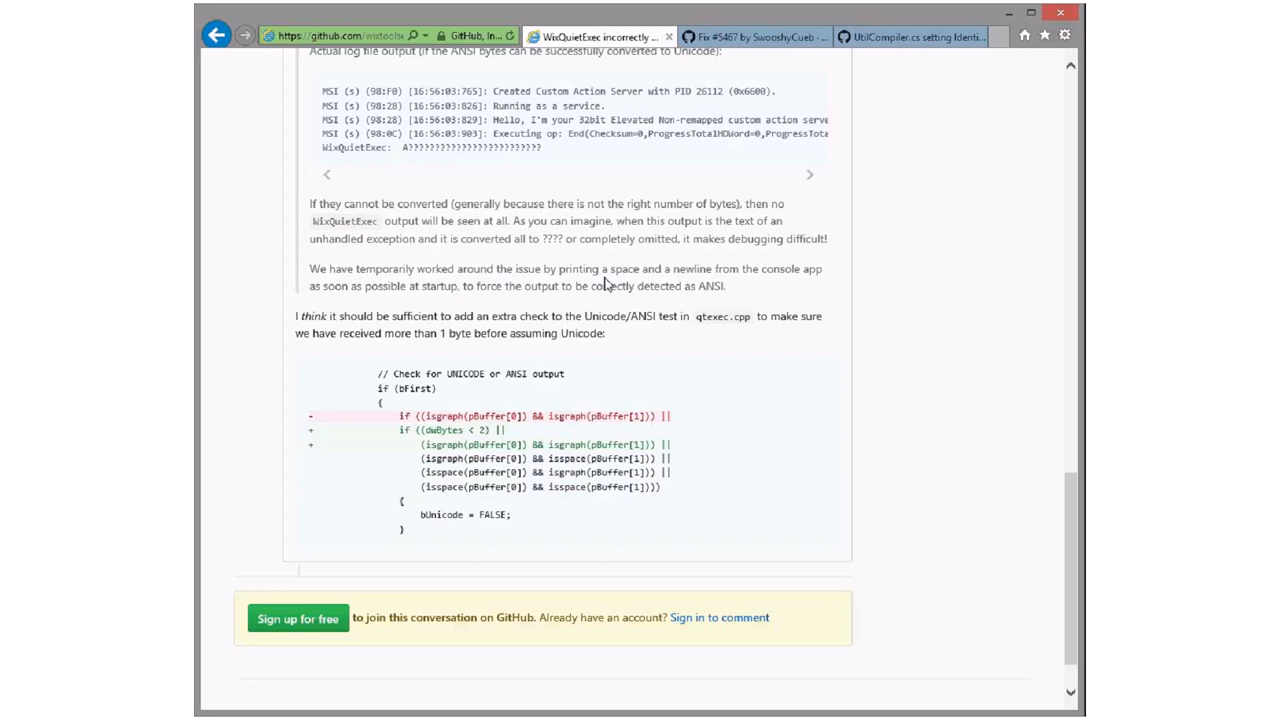 https://github.com/wixtools
GitHub, In...
WixQuietExec incorrectly ...
Fix #5467 by SwooshyCueb · ...
UtilCompiler.cs setting Identi...
Actual log file output (if the ANSI bytes can be successfully converted to Unicode):
MSI (s) (98:F0) [16:56:03:765]: Created Custom Action Server with PID 26112 (0x6600).
MSI (s) (98:28) [16:56:03:826]: Running as a service.
MSI (s) (98:28) [16:56:03:829]: Hello, I'm your 32bit Elevated Non-remapped custom action serve
MSI (s) (98:0C) [16:56:03:903]: Executing op: End(Checksum=0,ProgressTotalHDWord=0,ProgressTota
WixQuietExec:  A?????????????????????????
If they cannot be converted (generally because there is not the right number of bytes), then no
WixQuietExec output will be seen at all. As you can imagine, when this output is the text of an
unhandled exception and it is converted all to ???? or completely omitted, it makes debugging difficult!
We have temporarily worked around the issue by printing a space and a newline from the console app
as soon as possible at startup, to force the output to be correctly detected as ANSI.
I think it should be sufficient to add an extra check to the Unicode/ANSI test in qtexec.cpp to make sure
we have received more than 1 byte before assuming Unicode:
// Check for UNICODE or ANSI output
if (bFirst)
{
- if ((isgraph(pBuffer[0]) && isgraph(pBuffer[1])) ||
+ if ((dwBytes < 2) ||
+ (isgraph(pBuffer[0]) && isgraph(pBuffer[1])) ||
(isgraph(pBuffer[0]) && isspace(pBuffer[1])) ||
(isspace(pBuffer[0]) && isgraph(pBuffer[1])) ||
(isspace(pBuffer[0]) && isspace(pBuffer[1])))
{
bUnicode = FALSE;
}
Sign up for free to join this conversation on GitHub. Already have an account? Sign in to comment